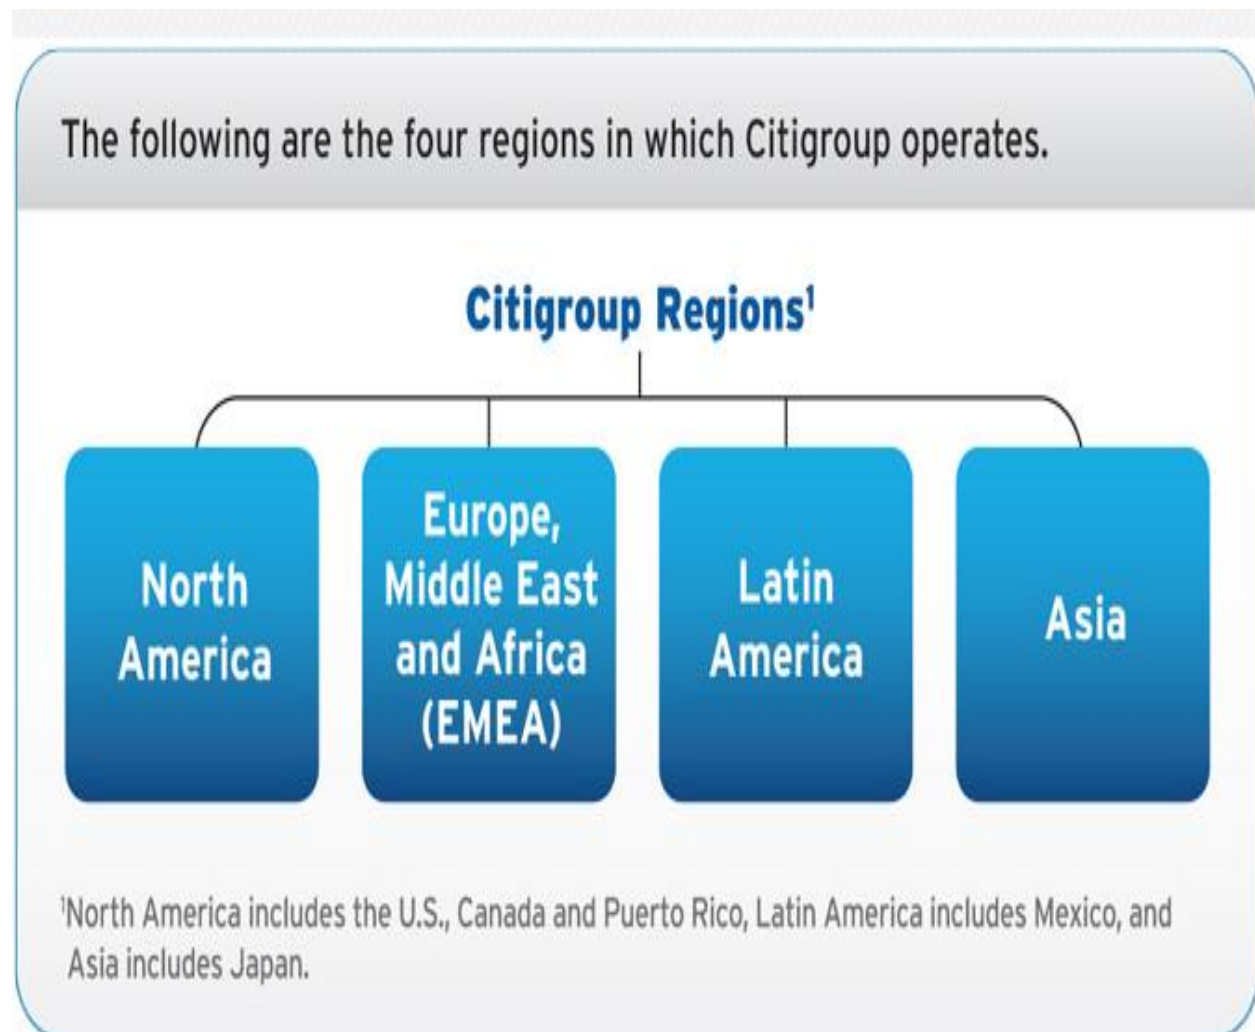 The following are the four regions in which Citigroup operates.
Citigroup Regions¹
North
America
Europe,
Middle East
and Africa
(EMEA)
Latin
America
Asia
¹North America includes the U.S., Canada and Puerto Rico, Latin America includes Mexico, and
Asia includes Japan.